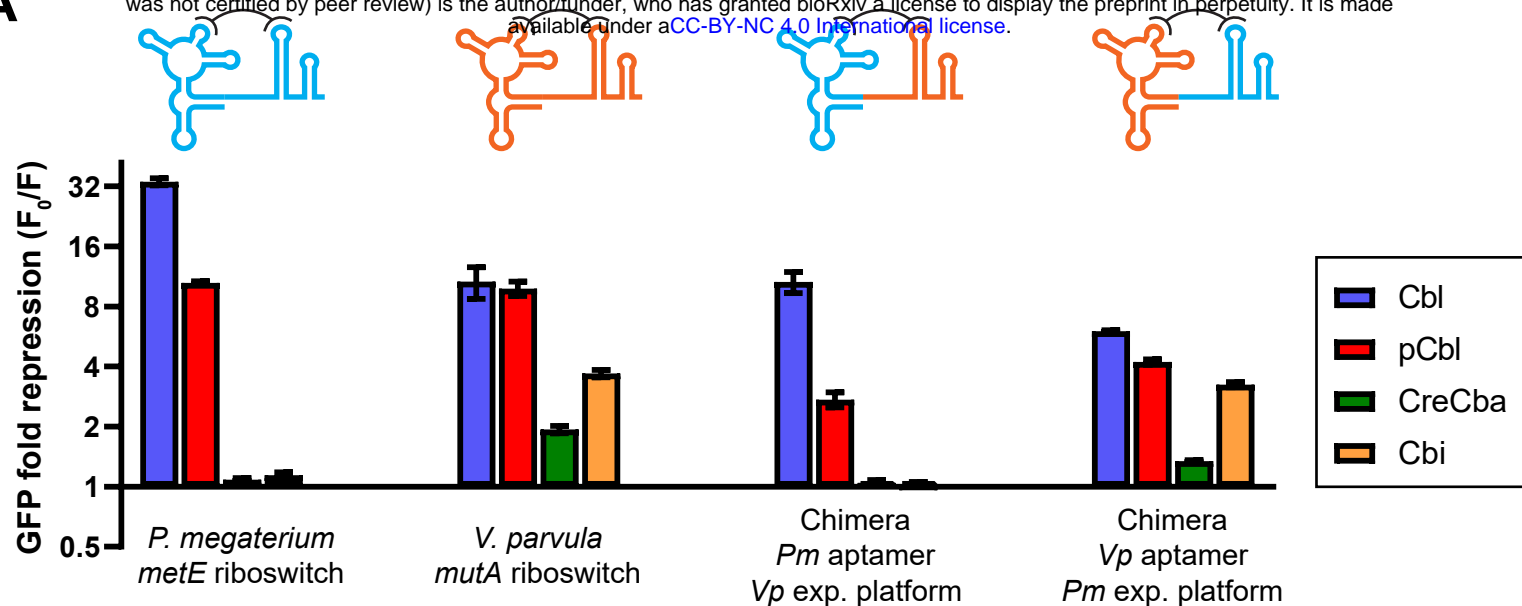 was not certified by peer review) is the author/funder, who has granted bioRxiv a license to display the preprint in perpetuity. It is made
available under aCC-BY-NC 4.0 International license.
A
GFP fold repression (F0/F)
32
16
8
4
2
1
0.5
P. megaterium
metE riboswitch
V. parvula
mutA riboswitch
Chimera
Pm aptamer
Vp exp. platform
Chimera
Vp aptamer
Pm exp. platform
Cbl
pCbl
CreCba
Cbi